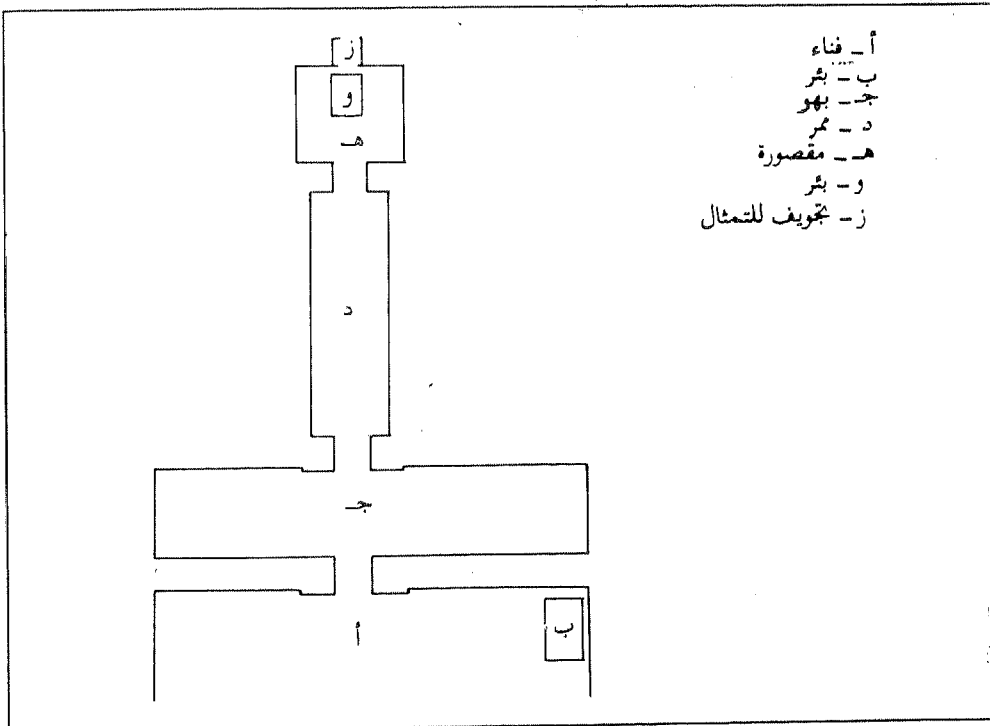 أ ـ فناء
ب ـ بئر
جـ ـ بهو
د ـ ممر
هـ ـ مقصورة
و ـ بئر
ز ـ تجويف للتمثال
ز
و
هـ
د
جـ
أ
ب